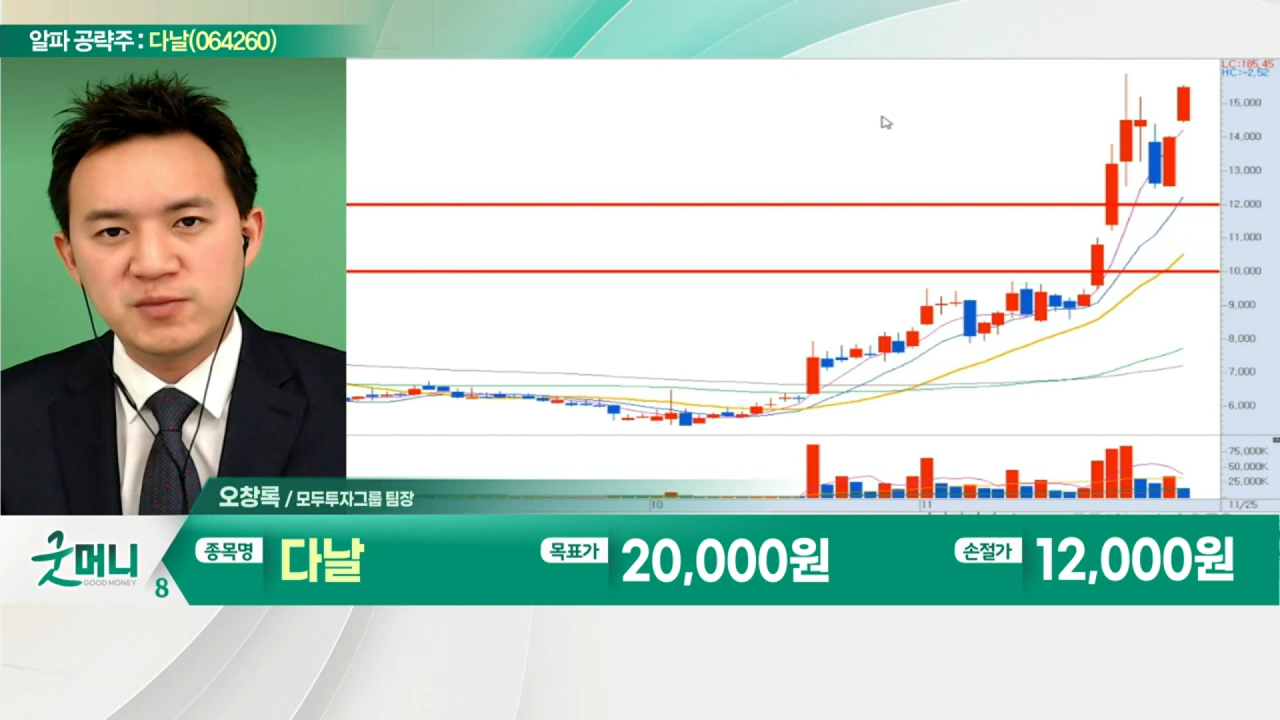 알파 공략주 : 다날(064260)
LC:185.45
HC:-2.52
15,000
14,000
13,000
12,000
11,000
10,000
9,000
8,000
7,000
6,000
75,000K
50,000K
25,000K
10
11
11/25
오창록 / 모두투자그룹 팀장
굿머니
GOOD MONEY
8
종목명 다날 목표가 20,000원 손절가 12,000원